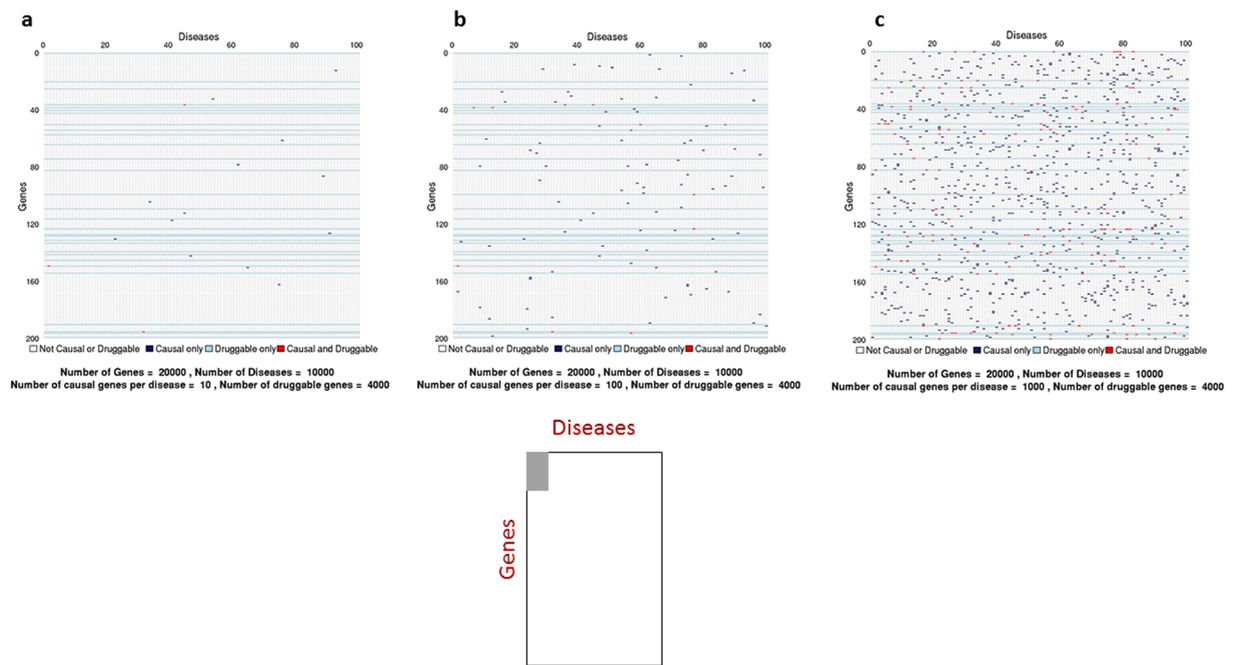 a
Diseases
0 20 40 60 80 100
0
40
80
120
160
200
Genes
Not Causal or Druggable Causal only Druggable only Causal and Druggable
Number of Genes = 20000 , Number of Diseases = 10000
Number of causal genes per disease = 10 , Number of druggable genes = 4000
b
Diseases
0 20 40 60 80 100
0
40
80
120
160
200
Genes
Not Causal or Druggable Causal only Druggable only Causal and Druggable
Number of Genes = 20000 , Number of Diseases = 10000
Number of causal genes per disease = 100 , Number of druggable genes = 4000
c
Diseases
0 20 40 60 80 100
0
40
80
120
160
200
Genes
Not Causal or Druggable Causal only Druggable only Causal and Druggable
Number of Genes = 20000 , Number of Diseases = 10000
Number of causal genes per disease = 1000 , Number of druggable genes = 4000
Diseases
Genes